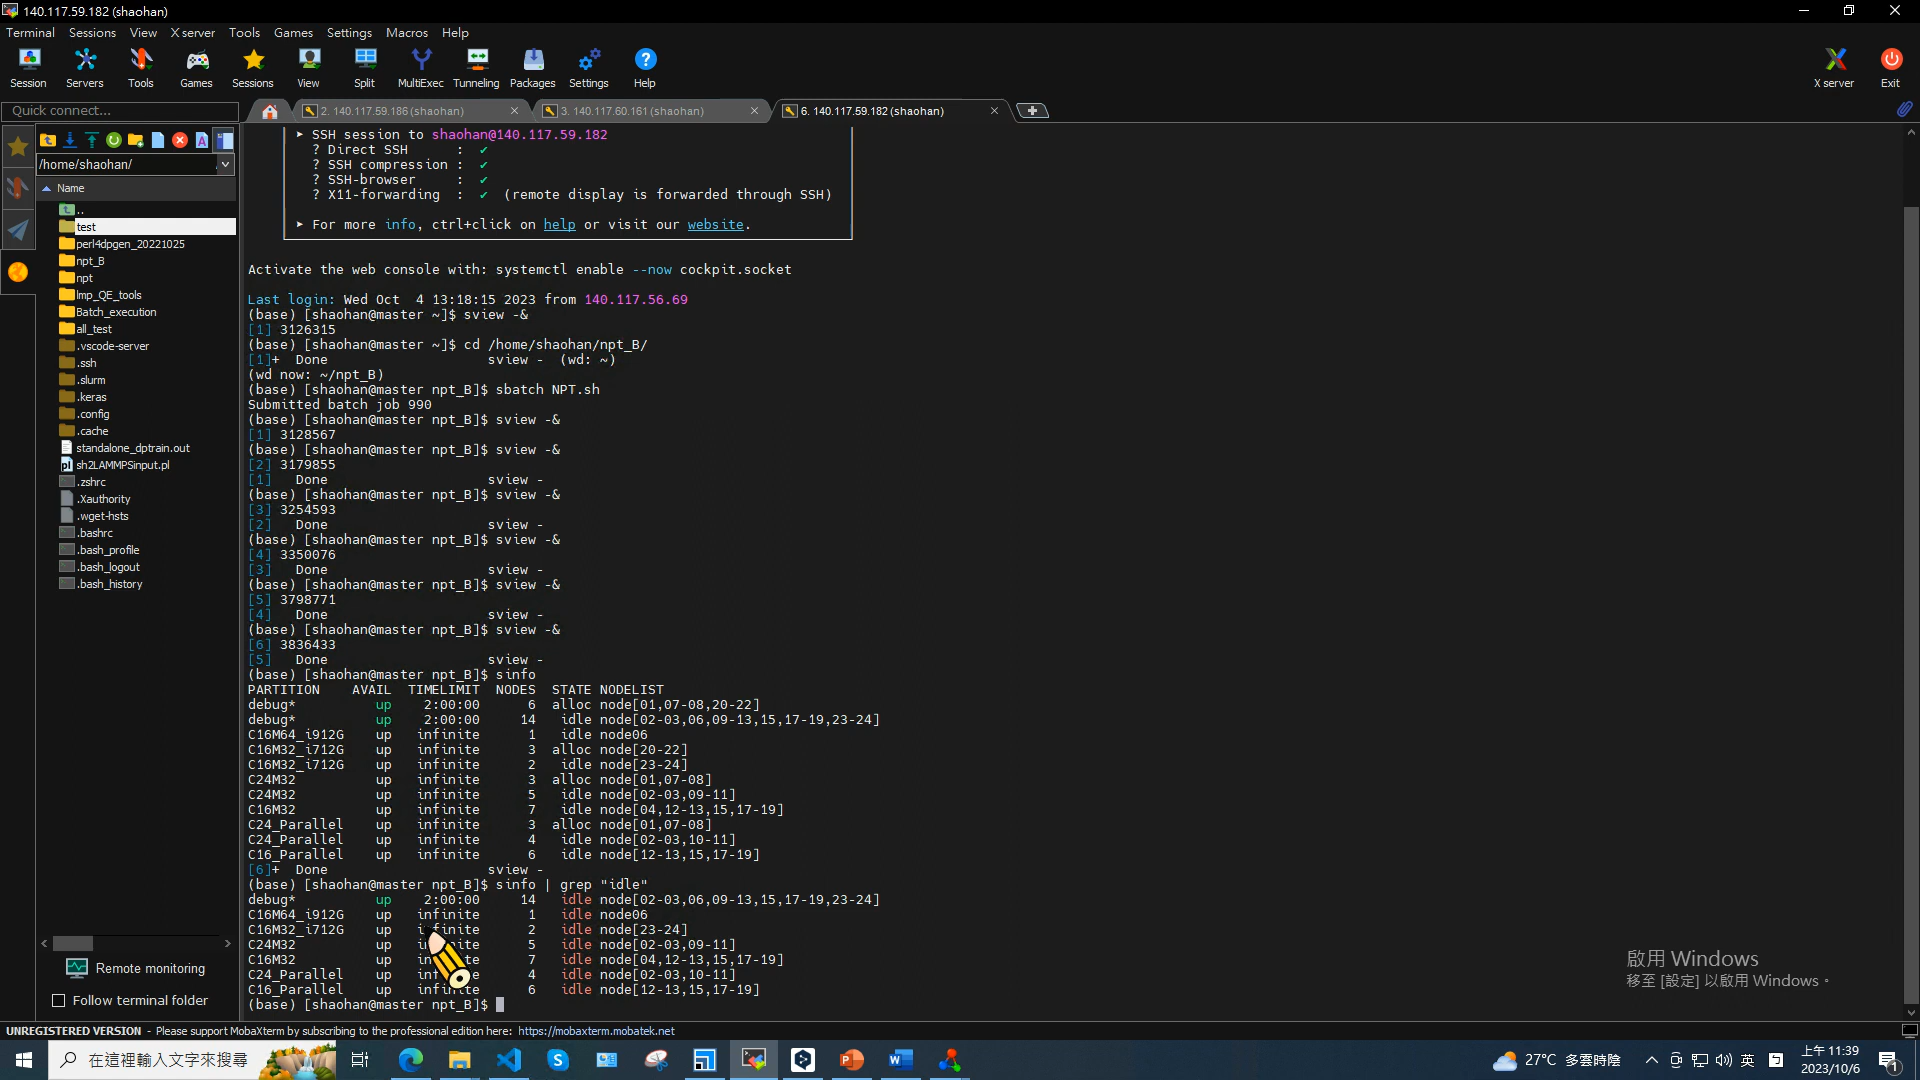 140.117.59.182 (shaohan)
Terminal Sessions View X server Tools Games Settings Macros Help
Session Servers Tools Games Sessions View Split MultiExec Tunneling Packages Settings Help X server Exit
Quick connect...
2. 140.117.59.186 (shaohan)
3. 140.117.60.161 (shaohan)
6. 140.117.59.182 (shaohan)
/home/shaohan/
Name
..
test
perl4dpgen_20221025
npt_B
npt
lmp_QE_tools
Batch_execution
all_test
.vscode-server
.ssh
.slurm
.keras
.config
.cache
standalone_dptrain.out
sh2LAMMPSinput.pl
.zshrc
.Xauthority
.wget-hsts
.bashrc
.bash_profile
.bash_logout
.bash_history
Remote monitoring
Follow terminal folder
➤ SSH session to shaohan@140.117.59.182
? Direct SSH : ✔
? SSH compression : ✔
? SSH-browser : ✔
? X11-forwarding : ✔ (remote display is forwarded through SSH)
➤ For more info, ctrl+click on help or visit our website.
Activate the web console with: systemctl enable --now cockpit.socket
Last login: Wed Oct 4 13:18:15 2023 from 140.117.56.69
(base) [shaohan@master ~]$ sview -&
[1] 3126315
(base) [shaohan@master ~]$ cd /home/shaohan/npt_B/
[1]+ Done sview - (wd: ~)
(wd now: ~/npt_B)
(base) [shaohan@master npt_B]$ sbatch NPT.sh
Submitted batch job 990
(base) [shaohan@master npt_B]$ sview -&
[1] 3128567
(base) [shaohan@master npt_B]$ sview -&
[2] 3179855
[1] Done sview -
(base) [shaohan@master npt_B]$ sview -&
[3] 3254593
[2] Done sview -
(base) [shaohan@master npt_B]$ sview -&
[4] 3350076
[3] Done sview -
(base) [shaohan@master npt_B]$ sview -&
[5] 3798771
[4] Done sview -
(base) [shaohan@master npt_B]$ sview -&
[6] 3836433
[5] Done sview -
(base) [shaohan@master npt_B]$ sinfo
PARTITION AVAIL TIMELIMIT NODES STATE NODELIST
debug* up 2:00:00 6 alloc node[01,07-08,20-22]
debug* up 2:00:00 14 idle node[02-03,06,09-13,15,17-19,23-24]
C16M64_i912G up infinite 1 idle node06
C16M32_i712G up infinite 3 alloc node[20-22]
C16M32_i712G up infinite 2 idle node[23-24]
C24M32 up infinite 3 alloc node[01,07-08]
C24M32 up infinite 5 idle node[02-03,09-11]
C16M32 up infinite 7 idle node[04,12-13,15,17-19]
C24_Parallel up infinite 3 alloc node[01,07-08]
C24_Parallel up infinite 4 idle node[02-03,10-11]
C16_Parallel up infinite 6 idle node[12-13,15,17-19]
[6]+ Done sview -
(base) [shaohan@master npt_B]$ sinfo | grep "idle"
debug* up 2:00:00 14 idle node[02-03,06,09-13,15,17-19,23-24]
C16M64_i912G up infinite 1 idle node06
C16M32_i712G up infinite 2 idle node[23-24]
C24M32 up infinite 5 idle node[02-03,09-11]
C16M32 up infinite 7 idle node[04,12-13,15,17-19]
C24_Parallel up infinite 4 idle node[02-03,10-11]
C16_Parallel up infinite 6 idle node[12-13,15,17-19]
(base) [shaohan@master npt_B]$
啟用 Windows
移至 [設定] 以啟用 Windows。
UNREGISTERED VERSION - Please support MobaXterm by subscribing to the professional edition here: https://mobaxterm.mobatek.net
在這裡輸入文字來搜尋
27°C 多雲時陰
英
上午 11:39
2023/10/6
1